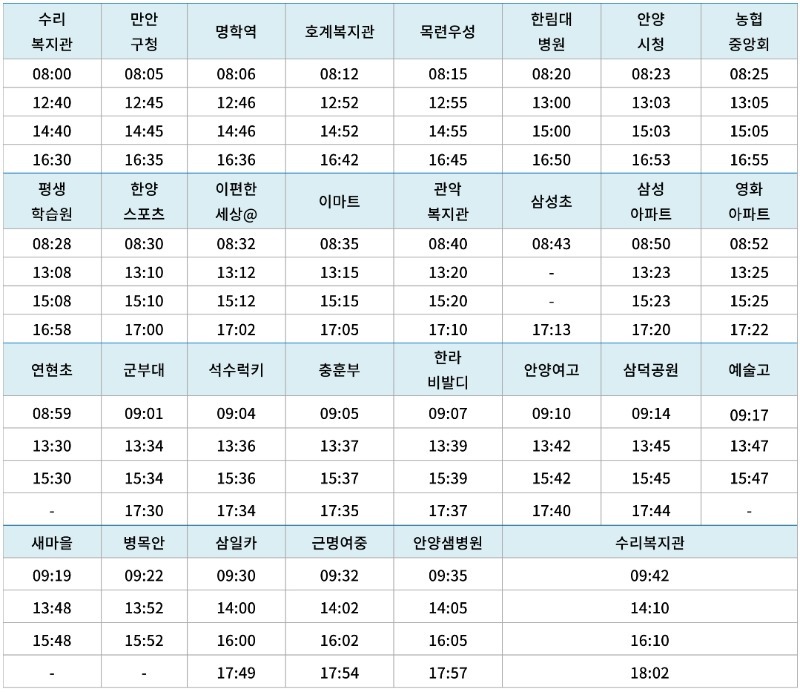 수리 복지관 만안 구청 명학역 호계복지관 목련우성 한림대 병원 안양 시청 농협 중앙회
08:00 08:05 08:06 08:12 08:15 08:20 08:23 08:25
12:40 12:45 12:46 12:52 12:55 13:00 13:03 13:05
14:40 14:45 14:46 14:52 14:55 15:00 15:03 15:05
16:30 16:35 16:36 16:42 16:45 16:50 16:53 16:55
평생 학습원 한양 스포츠 이편한 세상@ 이마트 관악 복지관 삼성초 삼성 아파트 영화 아파트
08:28 08:30 08:32 08:35 08:40 08:43 08:50 08:52
13:08 13:10 13:12 13:15 13:20 - 13:23 13:25
15:08 15:10 15:12 15:15 15:20 - 15:23 15:25
16:58 17:00 17:02 17:05 17:10 17:13 17:20 17:22
연현초 군부대 석수럭키 충훈부 한라 비발디 안양여고 삼덕공원 예술고
08:59 09:01 09:04 09:05 09:07 09:10 09:14 09:17
13:30 13:34 13:36 13:37 13:39 13:42 13:45 13:47
15:30 15:34 15:36 15:37 15:39 15:42 15:45 15:47
- 17:30 17:34 17:35 17:37 17:40 17:44 -
새마을 병목안 삼일카 근명여중 안양샘병원 수리복지관
09:19 09:22 09:30 09:32 09:35 09:42
13:48 13:52 14:00 14:02 14:05 14:10
15:48 15:52 16:00 16:02 16:05 16:10
- - 17:49 17:54 17:57 18:02